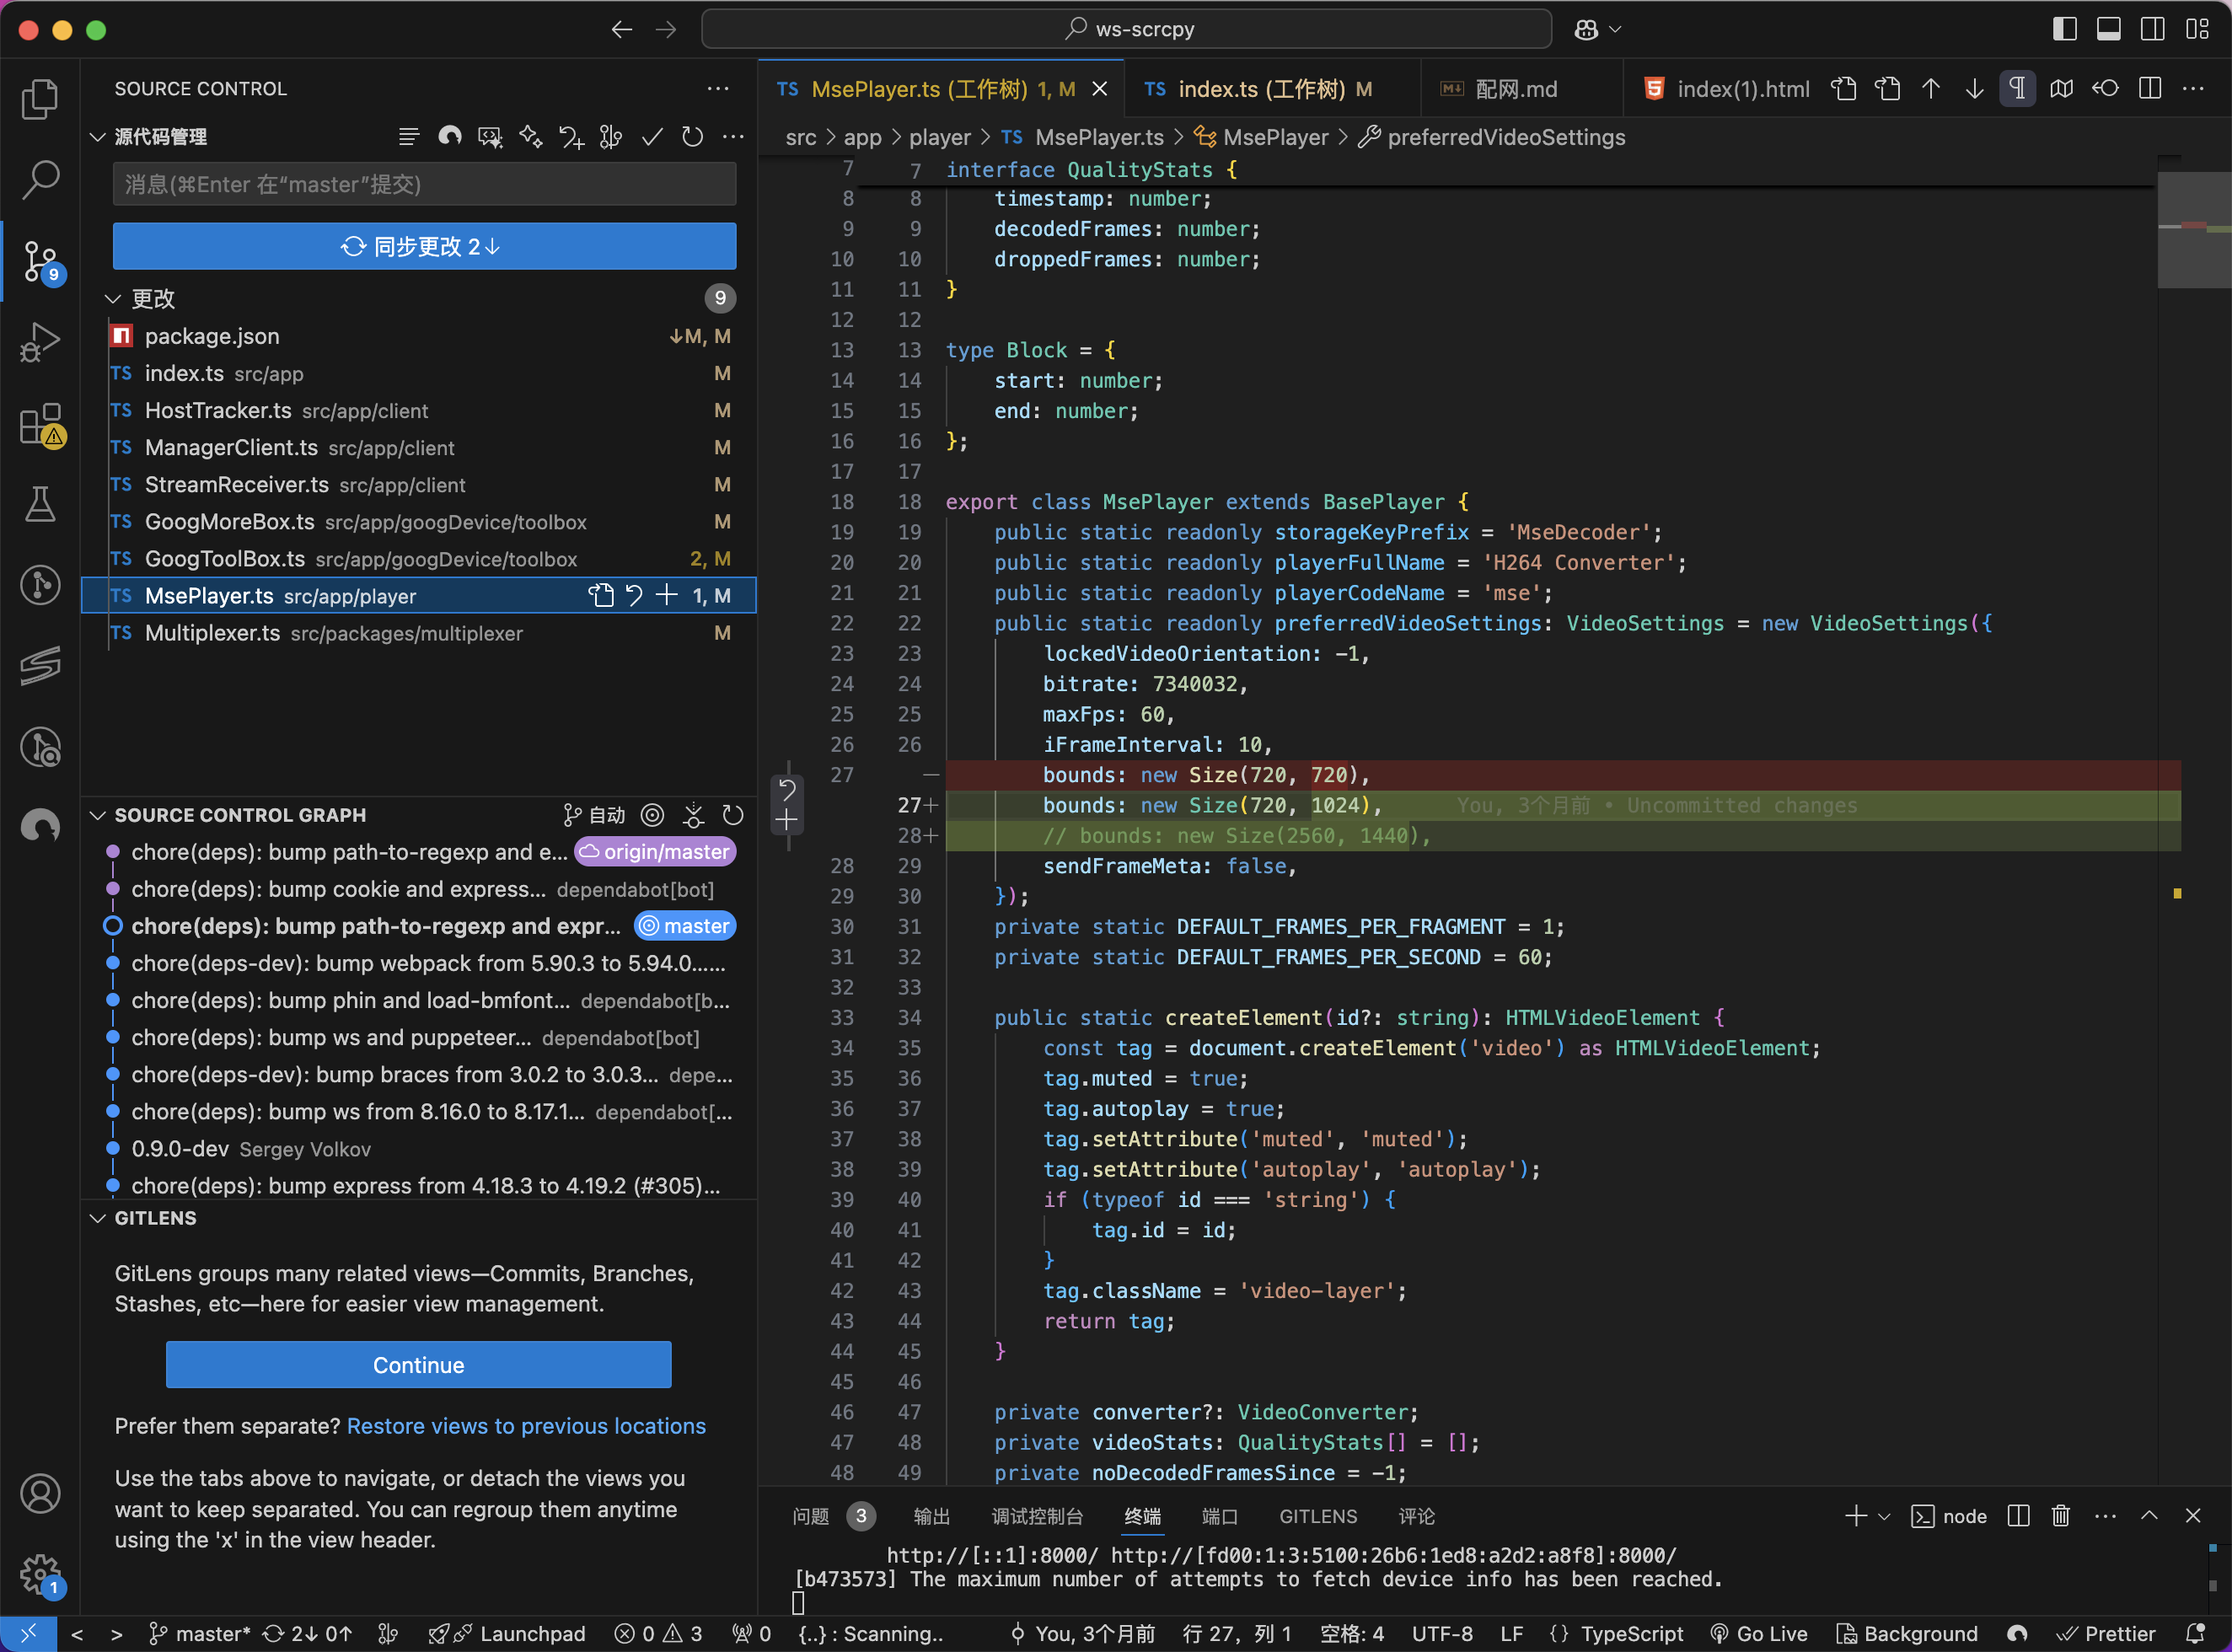 ws-scrcpy
SOURCE CONTROL
源代码管理
消息(⌘Enter 在“master”提交)
同步更改 2↓
更改 9
package.json ↓M, M
TS index.ts src/app M
TS HostTracker.ts src/app/client M
TS ManagerClient.ts src/app/client M
TS StreamReceiver.ts src/app/client M
TS GoogMoreBox.ts src/app/googDevice/toolbox M
TS GoogToolBox.ts src/app/googDevice/toolbox 2, M
TS MsePlayer.ts src/app/player 1, M
TS Multiplexer.ts src/packages/multiplexer M
9
SOURCE CONTROL GRAPH 自动
chore(deps): bump path-to-regexp and e... origin/master
chore(deps): bump cookie and express... dependabot[bot]
chore(deps): bump path-to-regexp and expr... master
chore(deps-dev): bump webpack from 5.90.3 to 5.94.0......
chore(deps): bump phin and load-bmfont... dependabot[b...
chore(deps): bump ws and puppeteer... dependabot[bot]
chore(deps-dev): bump braces from 3.0.2 to 3.0.3... depe...
chore(deps): bump ws from 8.16.0 to 8.17.1... dependabot[...
0.9.0-dev Sergey Volkov
chore(deps): bump express from 4.18.3 to 4.19.2 (#305)...
GITLENS
GitLens groups many related views—Commits, Branches,
Stashes, etc—here for easier view management.
Continue
Prefer them separate? Restore views to previous locations
Use the tabs above to navigate, or detach the views you
want to keep separated. You can regroup them anytime
using the 'x' in the view header.
1
TS MsePlayer.ts (工作树) 1, M TS index.ts (工作树) M 配网.md index(1).html
src > app > player > TS MsePlayer.ts > MsePlayer > preferredVideoSettings
7 7 interface QualityStats {
8 8 timestamp: number;
9 9 decodedFrames: number;
10 10 droppedFrames: number;
11 11 }
12 12
13 13 type Block = {
14 14 start: number;
15 15 end: number;
16 16 };
17 17
18 18 export class MsePlayer extends BasePlayer {
19 19 public static readonly storageKeyPrefix = 'MseDecoder';
20 20 public static readonly playerFullName = 'H264 Converter';
21 21 public static readonly playerCodeName = 'mse';
22 22 public static readonly preferredVideoSettings: VideoSettings = new VideoSettings({
23 23 lockedVideoOrientation: -1,
24 24 bitrate: 7340032,
25 25 maxFps: 60,
26 26 iFrameInterval: 10,
27 — bounds: new Size(720, 720),
27+ bounds: new Size(720, 1024), You, 3个月前 • Uncommitted changes
28+ // bounds: new Size(2560, 1440),
28 29 sendFrameMeta: false,
29 30 });
30 31 private static DEFAULT_FRAMES_PER_FRAGMENT = 1;
31 32 private static DEFAULT_FRAMES_PER_SECOND = 60;
32 33
33 34 public static createElement(id?: string): HTMLVideoElement {
34 35 const tag = document.createElement('video') as HTMLVideoElement;
35 36 tag.muted = true;
36 37 tag.autoplay = true;
37 38 tag.setAttribute('muted', 'muted');
38 39 tag.setAttribute('autoplay', 'autoplay');
39 40 if (typeof id === 'string') {
40 41 tag.id = id;
41 42 }
42 43 tag.className = 'video-layer';
43 44 return tag;
44 45 }
45 46
46 47 private converter?: VideoConverter;
47 48 private videoStats: QualityStats[] = [];
48 49 private noDecodedFramesSince = -1;
问题 3 输出 调试控制台 终端 端口 GITLENS 评论 node
http://[::1]:8000/ http://[fd00:1:3:5100:26b6:1ed8:a2d2:a8f8]:8000/
[b473573] The maximum number of attempts to fetch device info has been reached.
master* 2↓ 0↑ Launchpad 0 3 0 {..} : Scanning.. You, 3个月前 行 27，列 1 空格: 4 UTF-8 LF {} TypeScript Go Live Background Prettier